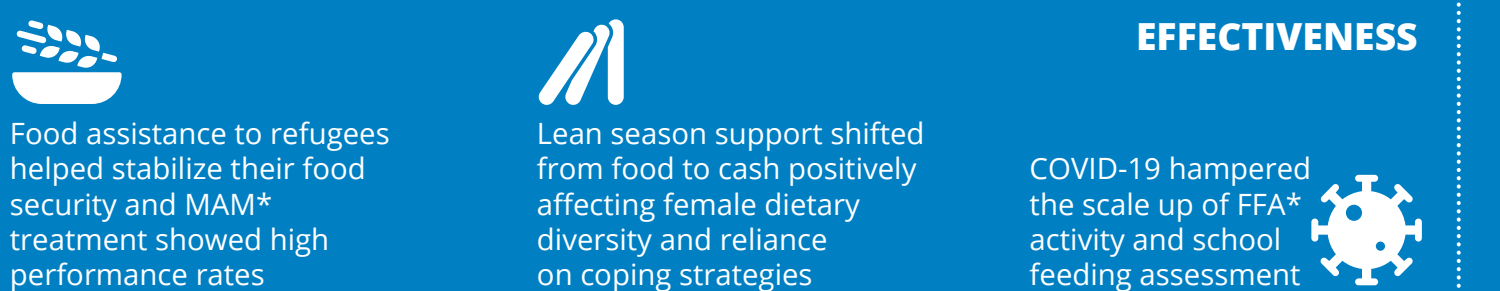 EFFECTIVENESS
Food assistance to refugees
helped stabilize their food
security and MAM*
treatment showed high
performance rates
Lean season support shifted
from food to cash positively
affecting female dietary
diversity and reliance
on coping strategies
COVID-19 hampered
the scale up of FFA*
activity and school
feeding assessment